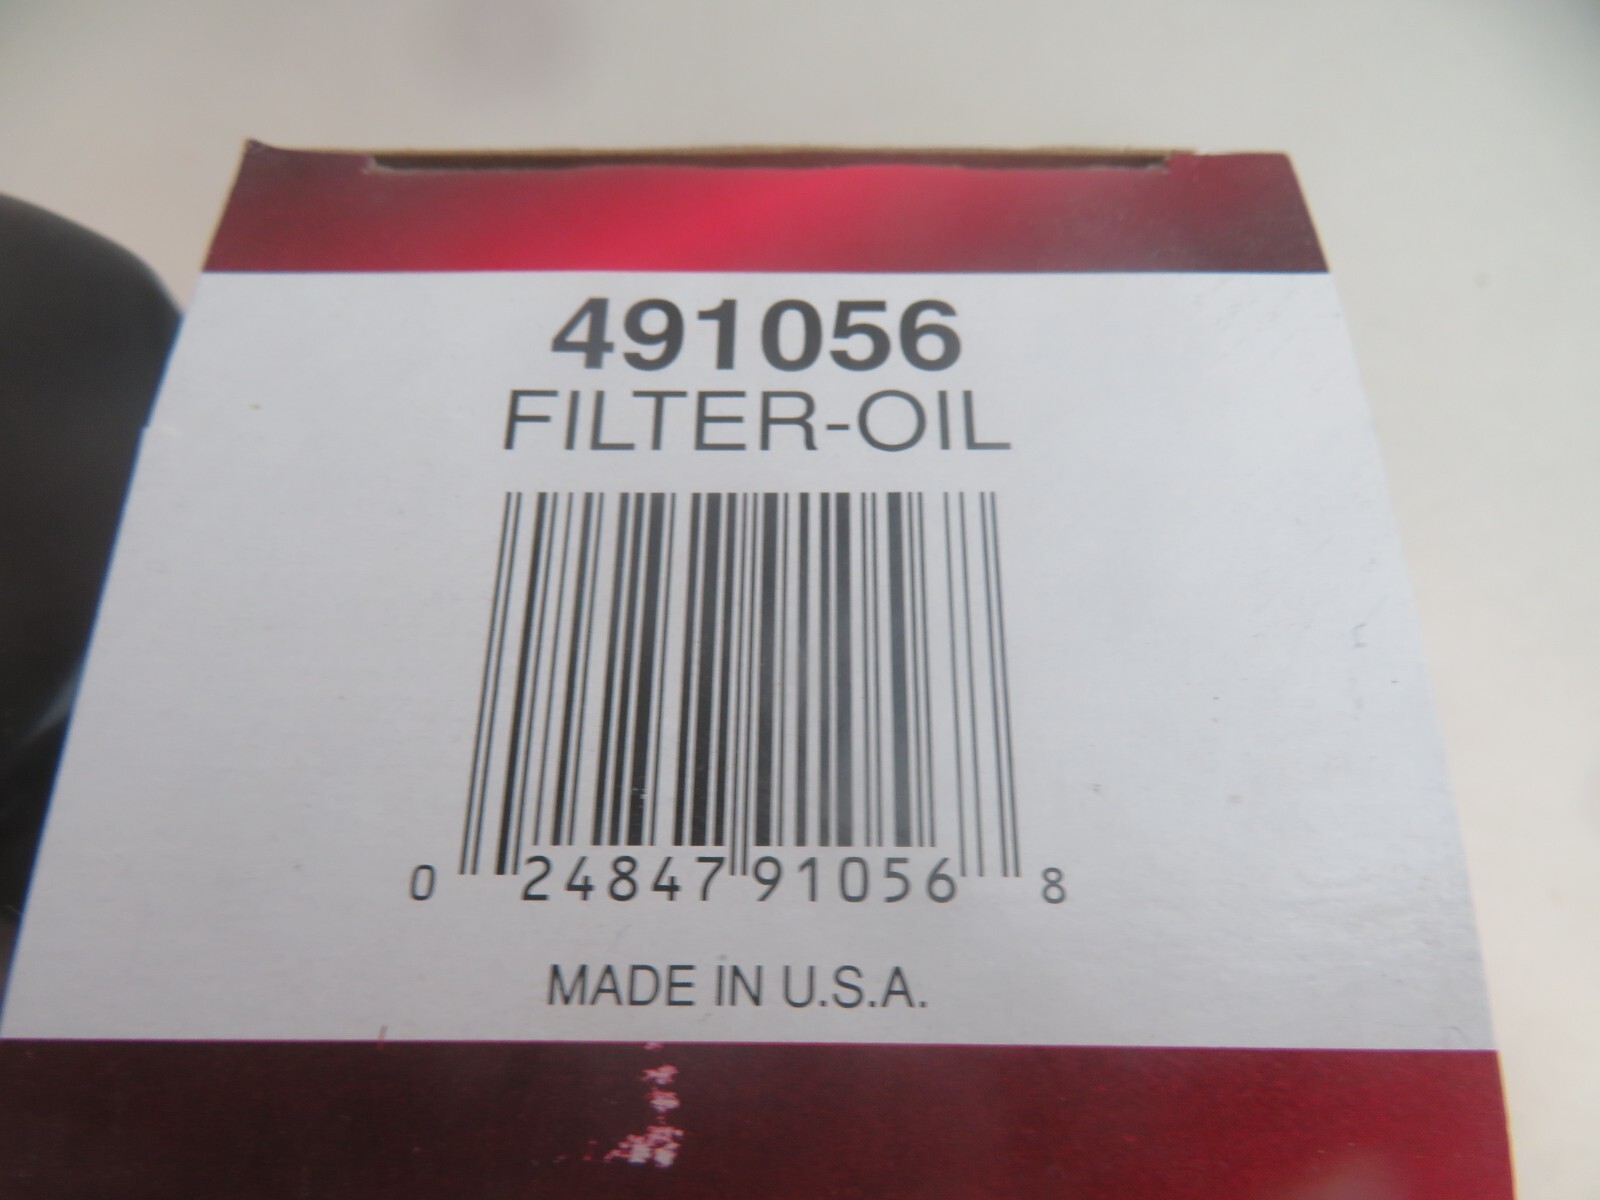 491056
FILTER-OIL
0 24847 91056 8
MADE IN U.S.A.